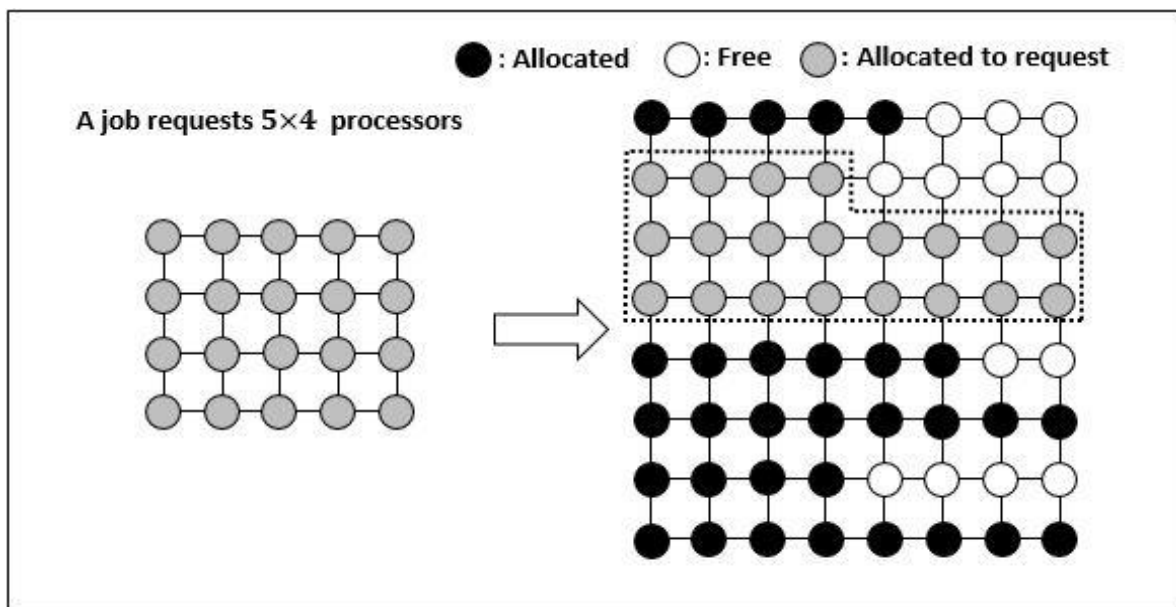 : Allocated : Free : Allocated to request
A job requests 5×4 processors